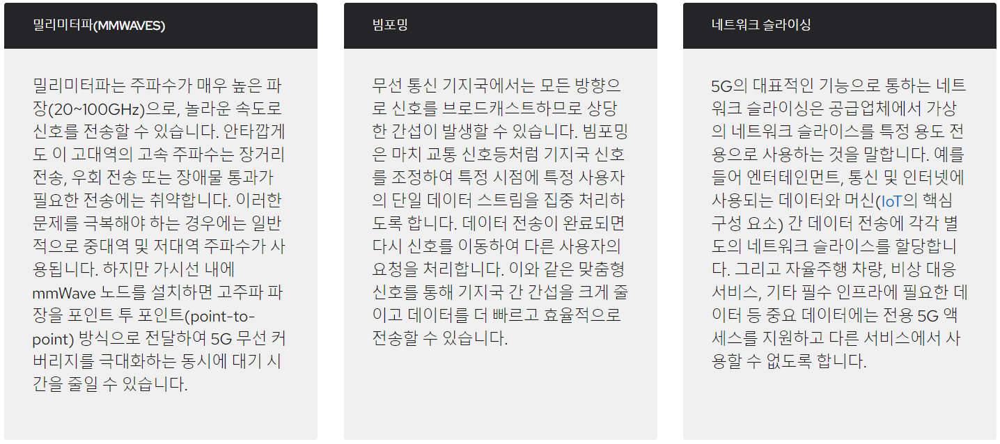 밀리미터파(MMWAVES)
밀리미터파는 주파수가 매우 높은 파
장(20~100GHz)으로, 놀라운 속도로
신호를 전송할 수 있습니다. 안타깝게
도 이 고대역의 고속 주파수는 장거리
전송, 우회 전송 또는 장애물 통과가
필요한 전송에는 취약합니다. 이러한
문제를 극복해야 하는 경우에는 일반
적으로 중대역 및 저대역 주파수가 사
용됩니다. 하지만 가시선 내에
mmWave 노드를 설치하면 고주파 파
장을 포인트 투 포인트(point-to-
point) 방식으로 전달하여 5G 무선 커
버리지를 극대화하는 동시에 대기 시
간을 줄일 수 있습니다.
빔포밍
무선 통신 기지국에서는 모든 방향으
로 신호를 브로드캐스트하므로 상당
한 간섭이 발생할 수 있습니다. 빔포밍
은 마치 교통 신호등처럼 기지국 신호
를 조정하여 특정 시점에 특정 사용자
의 단일 데이터 스트림을 집중 처리하
도록 합니다. 데이터 전송이 완료되면
다시 신호를 이동하여 다른 사용자의
요청을 처리합니다. 이와 같은 맞춤형
신호를 통해 기지국 간 간섭을 크게 줄
이고 데이터를 더 빠르고 효율적으로
전송할 수 있습니다.
네트워크 슬라이싱
5G의 대표적인 기능으로 통하는 네트
워크 슬라이싱은 공급업체에서 가상
의 네트워크 슬라이스를 특정 용도 전
용으로 사용하는 것을 말합니다. 예를
들어 엔터테인먼트, 통신 및 인터넷에
사용되는 데이터와 머신(IoT의 핵심
구성 요소) 간 데이터 전송에 각각 별
도의 네트워크 슬라이스를 할당합니
다. 그리고 자율주행 차량, 비상 대응
서비스, 기타 필수 인프라에 필요한 데
이터 등 중요 데이터에는 전용 5G 액
세스를 지원하고 다른 서비스에서 사
용할 수 없도록 합니다.